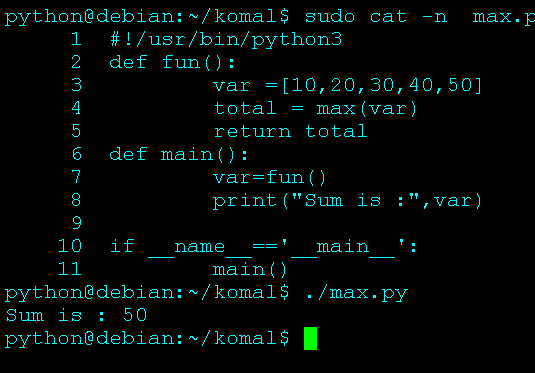 python@debian:~/komal$ sudo cat -n  max.p
     1  #!/usr/bin/python3
     2  def fun():
     3          var =[10,20,30,40,50]
     4          total = max(var)
     5          return total
     6  def main():
     7          var=fun()
     8          print("Sum is :",var)
     9
    10  if __name__=='__main__':
    11          main()
python@debian:~/komal$ ./max.py
Sum is : 50
python@debian:~/komal$